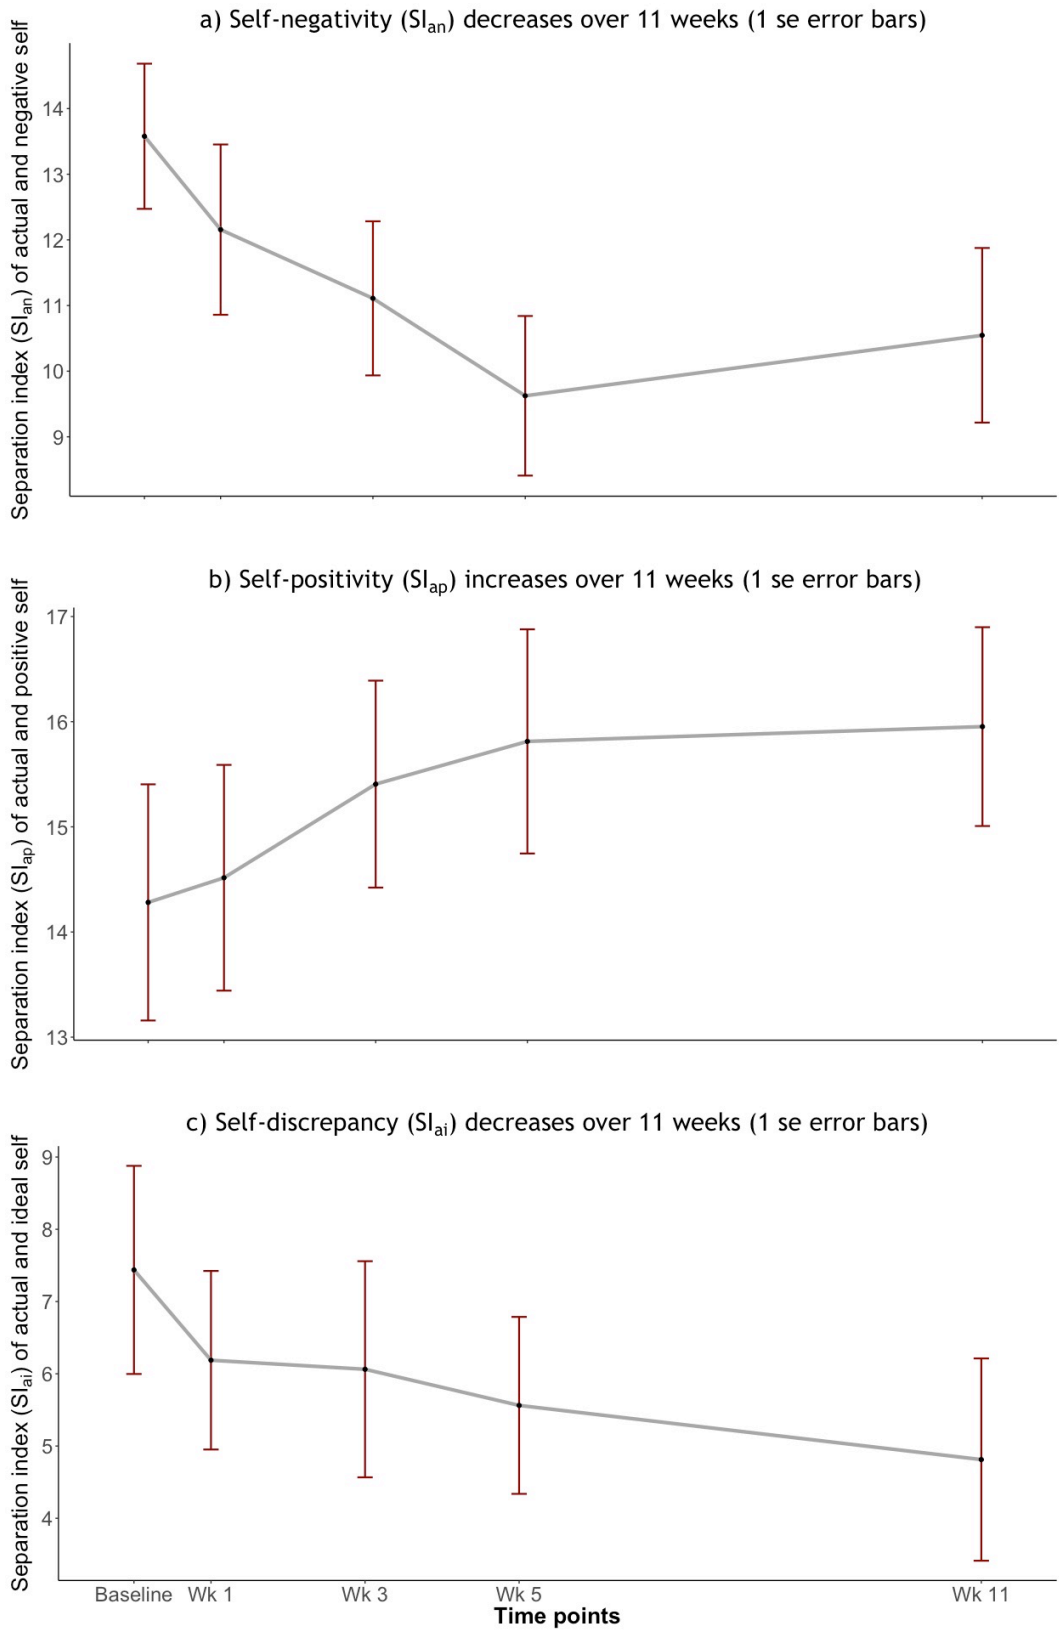 a) Self-negativity (SIan) decreases over 11 weeks (1 se error bars)
Separation index (SIan) of actual and negative self
14
13
12
11
10
9
b) Self-positivity (SIap) increases over 11 weeks (1 se error bars)
Separation index (SIap) of actual and positive self
17
16
15
14
13
c) Self-discrepancy (SIai) decreases over 11 weeks (1 se error bars)
Separation index (SIai) of actual and ideal self
9
8
7
6
5
4
Baseline Wk 1 Wk 3 Wk 5 Wk 11
Time points